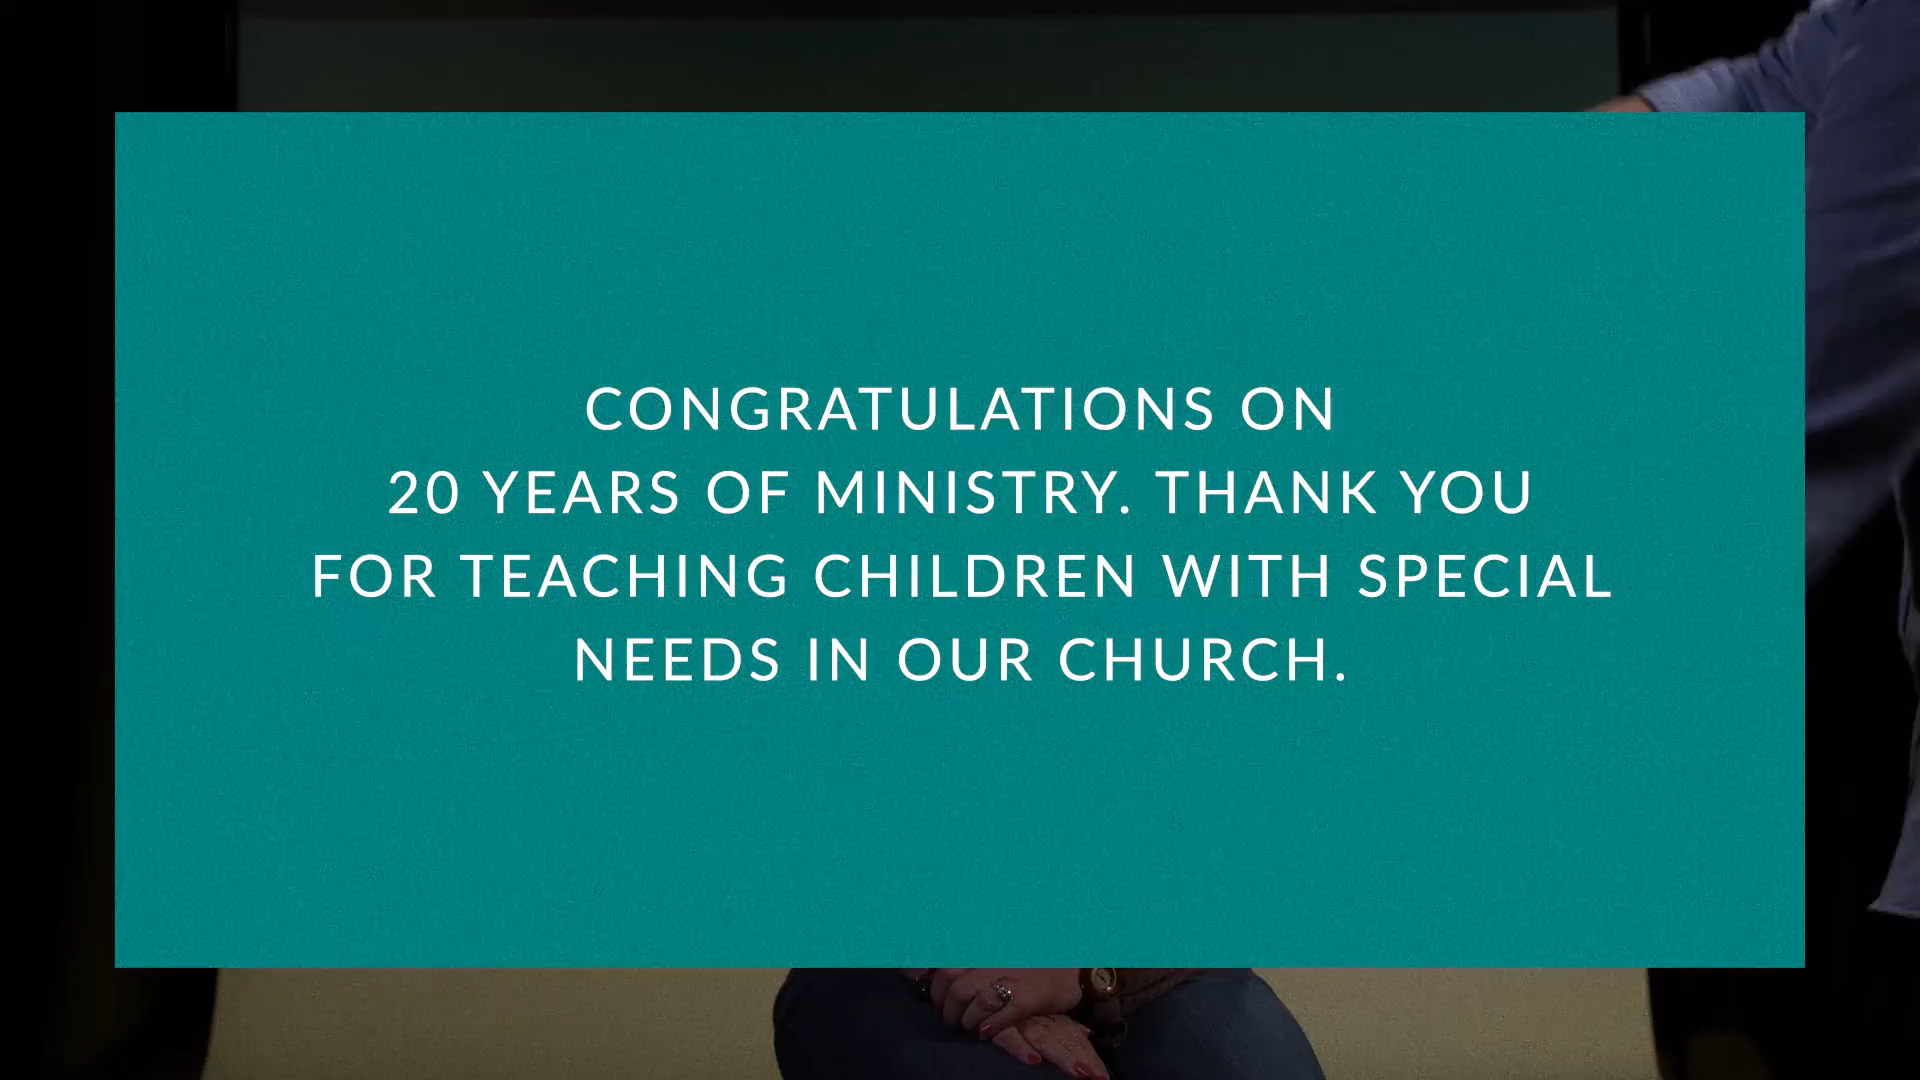 CONGRATULATIONS ON
20 YEARS OF MINISTRY. THANK YOU
FOR TEACHING CHILDREN WITH SPECIAL
NEEDS IN OUR CHURCH.